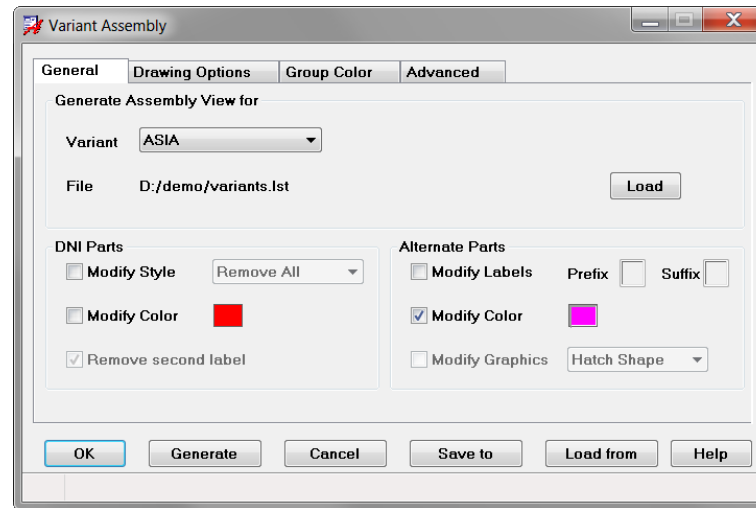 Variant Assembly
General Drawing Options Group Color Advanced
Generate Assembly View for
Variant ASIA
File D:/demo/variants.lst Load
DNI Parts Alternate Parts
Modify Style Remove All Modify Labels Prefix Suffix
Modify Color Modify Color
Remove second label Modify Graphics Hatch Shape
OK Generate Cancel Save to Load from Help